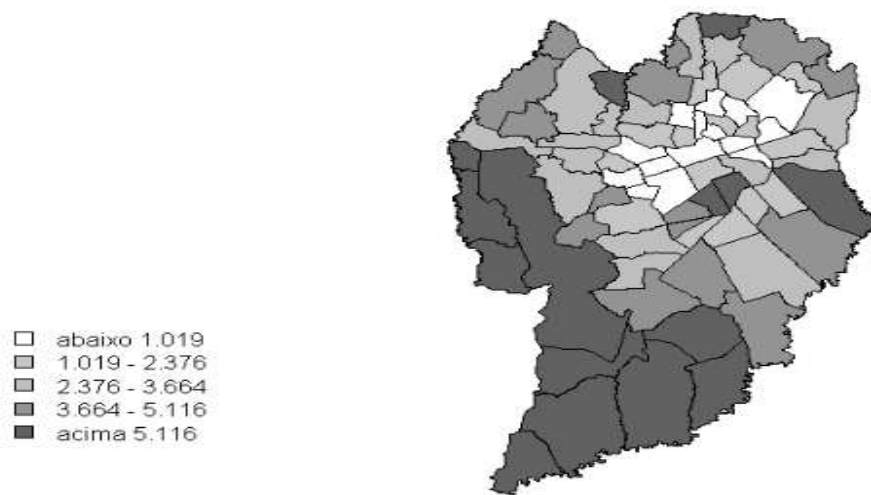 abaixo 1.019
1.019 - 2.376
2.376 - 3.664
3.664 - 5.116
acima 5.116